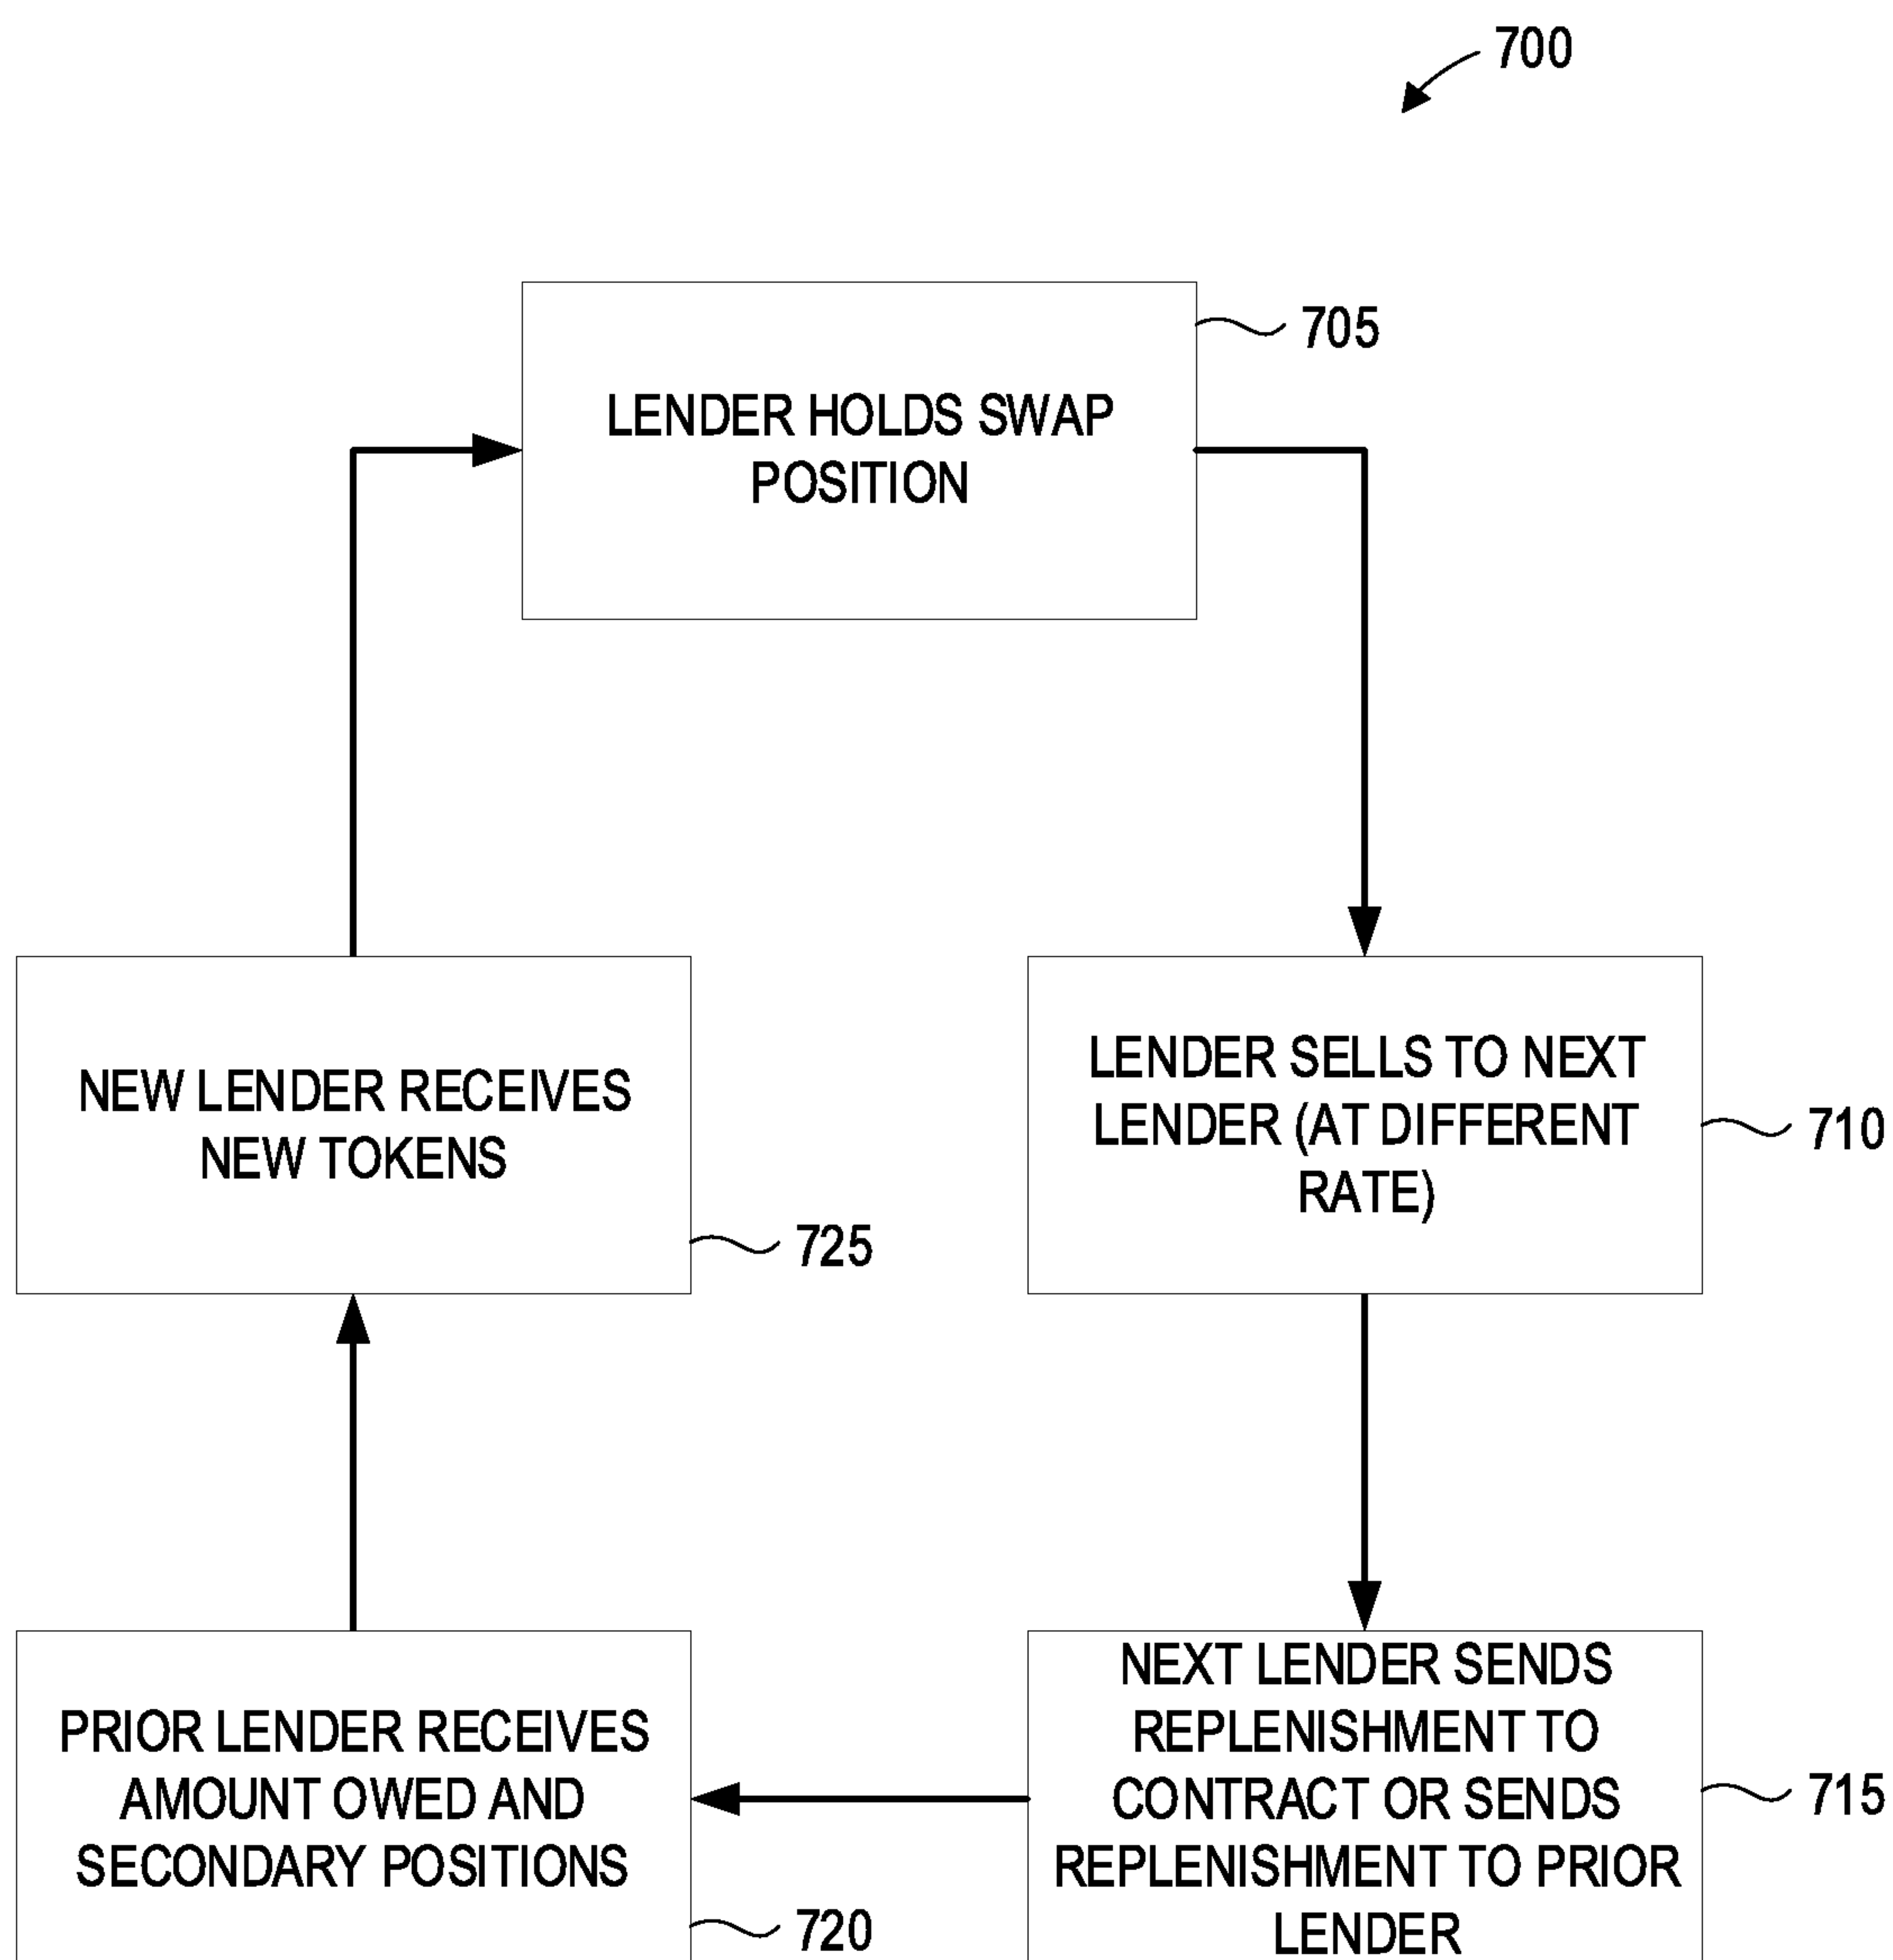 700
705
LENDER HOLDS SWAP
POSITION
NEW LENDER RECEIVES
NEW TOKENS
725
LENDER SELLS TO NEXT
LENDER (AT DIFFERENT
RATE)
710
PRIOR LENDER RECEIVES
AMOUNT OWED AND
SECONDARY POSITIONS
720
NEXT LENDER SENDS
REPLENISHMENT TO
CONTRACT OR SENDS
REPLENISHMENT TO PRIOR
LENDER
715